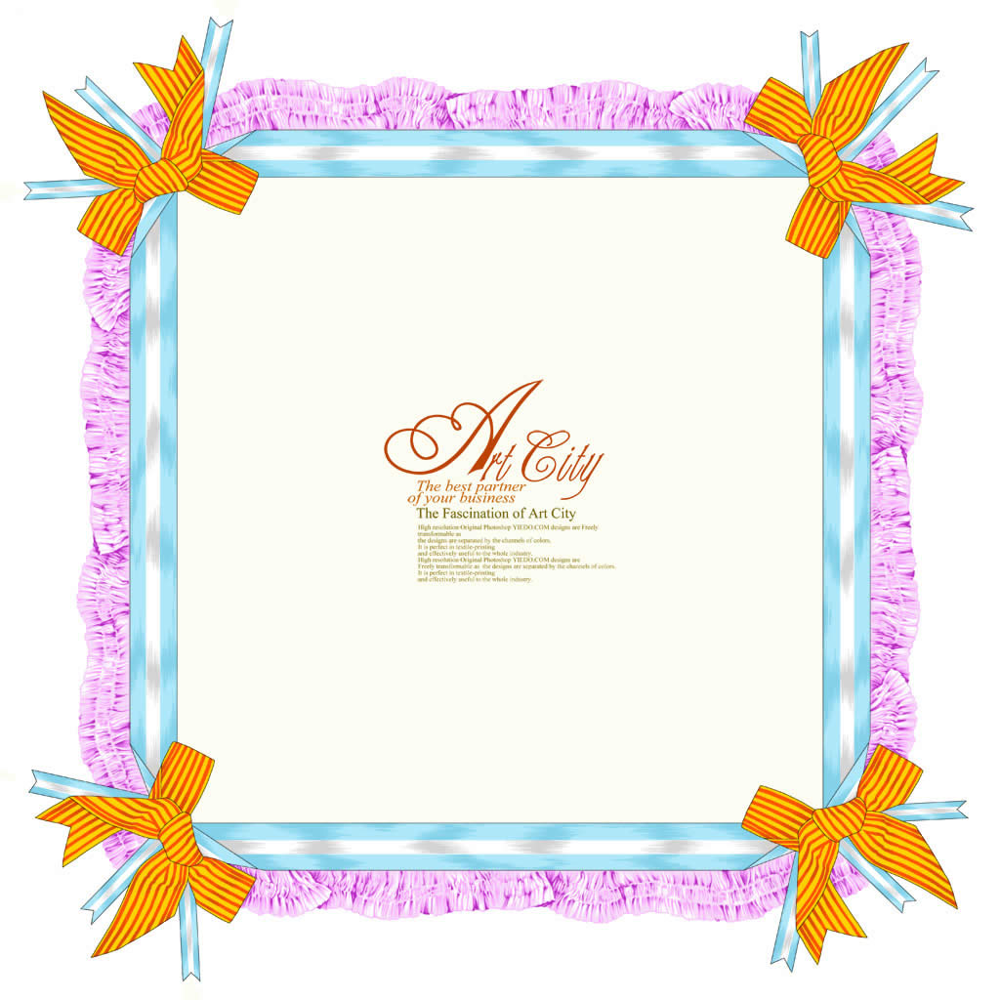 Art City
The best partner
of your business
The Fascination of Art City
High resolution Original Photoshop YIEDO.COM designs are Freely
transformable as
the designs are separated by the channels of colors.
It is perfect in textile-printing
and effectively useful to the whole industry.
High resolution Original Photoshop YIEDO.COM designs are
Freely transformable as the designs are separated by the channels of colors.
It is perfect in textile-printing
and effectively useful to the whole industry.